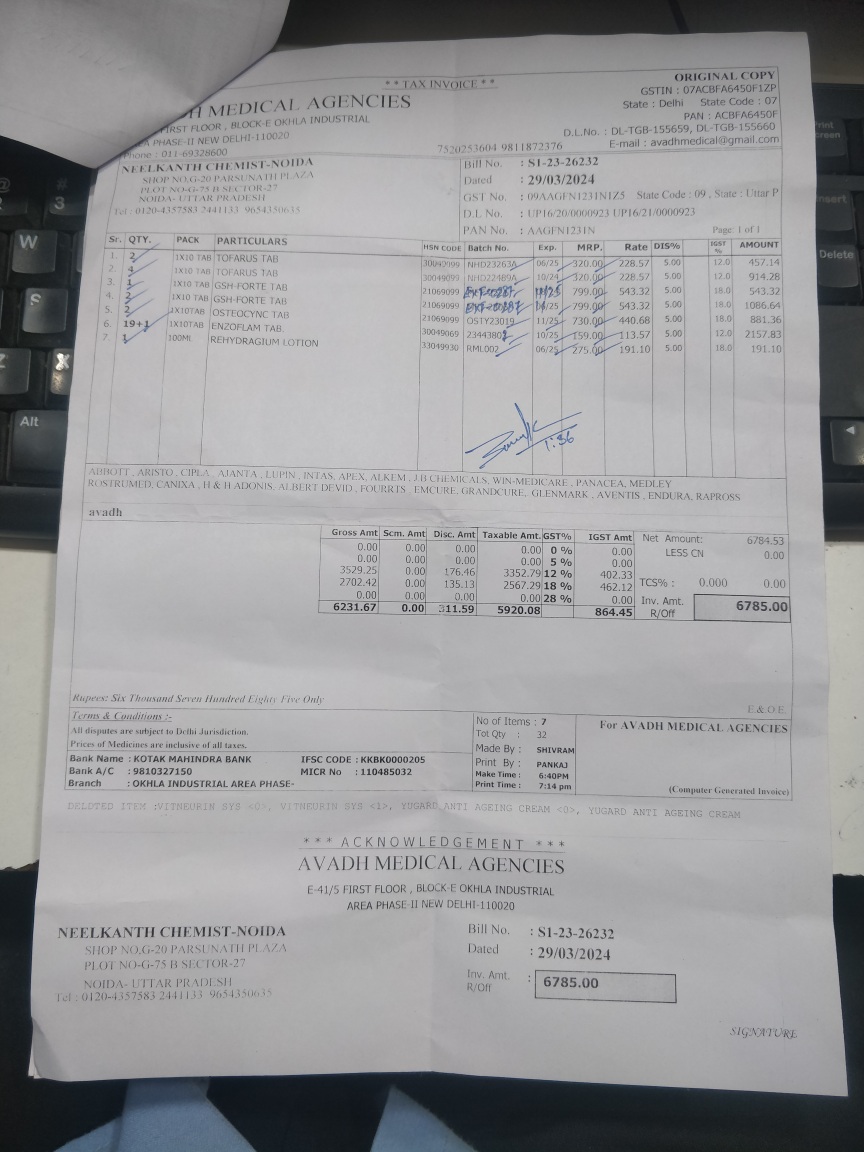 ** TAX INVOICE **
ORIGINAL COPY
GSTIN : 07ACBFA6450F1ZP
State : Delhi State Code : 07
PAN : ACBFA6450F
D.L.No. : DL-TGB-155659, DL-TGB-155660
7520253604 9811872376 E-mail : avadhmedical@gmail.com
H MEDICAL AGENCIES
FIRST FLOOR , BLOCK-E OKHLA INDUSTRIAL
EA PHASE-II NEW DELHI-110020
Phone : 011-69328600
NEELKANTH CHEMIST-NOIDA
SHOP NO,G-20 PARSUNATH PLAZA
PLOT NO-G-75 B SECTOR-27
NOIDA- UTTAR PRADESH
Tel : 0120-4357583 2441133 9654350635
Bill No. : S1-23-26232
Dated : 29/03/2024
GST No. : 09AAGFN1231N1Z5 State Code : 09 , State : Uttar P
D.L. No. : UP16/20/0000923 UP16/21/0000923
PAN No. : AAGFN1231N Page: 1 of 1
Sr. QTY. PACK PARTICULARS HSN CODE Batch No. Exp. MRP. Rate DIS% IGST % AMOUNT
1. 2 1X10 TAB TOFARUS TAB 30049099 NHD23263A 06/25 320.00 228.57 5.00 12.0 457.14
2. 4 1X10 TAB TOFARUS TAB 30049099 10/24 320.00 228.57 5.00 12.0 914.28
3. 1 1X10 TAB GSH-FORTE TAB 21069099 799.00 543.32 5.00 18.0 543.32
4. 2 1X10 TAB GSH-FORTE TAB 21069099 799.00 543.32 5.00 18.0 1086.64
5. 2 1X10TAB OSTEOCYNC TAB 21069099 OSTY23019 11/25 730.00 440.68 5.00 18.0 881.36
6. 19+1 1X10TAB ENZOFLAM TAB. 30049069 10/25 159.00 113.57 5.00 12.0 2157.83
7. 1 100ML REHYDRAGIUM LOTION 33049930 RML002 06/25 275.00 191.10 5.00 18.0 191.10
1:36
ABBOTT , ARISTO , CIPLA , AJANTA , LUPIN , INTAS, APEX, ALKEM , J B CHEMICALS, WIN-MEDICARE , PANACEA, MEDLEY
ROSTRUMED, CANIXA , H & H ADONIS, ALBERT DEVID , FOURRTS , EMCURE, GRANDCURE, GLENMARK , AVENTIS , ENDURA, RAPROSS
avadh
Gross Amt Scm. Amt Disc. Amt Taxable Amt. GST% IGST Amt
0.00 0.00 0.00 0.00 0 % 0.00
0.00 0.00 0.00 0.00 5 % 0.00
3529.25 0.00 176.46 3352.79 12 % 402.33
2702.42 0.00 135.13 2567.29 18 % 462.12
0.00 0.00 0.00 0.00 28 % 0.00
6231.67 0.00 311.59 5920.08 864.45
Net Amount: 6784.53
LESS CN 0.00
TCS% : 0.000 0.00
Inv. Amt. R/Off 6785.00
Rupees: Six Thousand Seven Hundred Eighty Five Only
E.& O.E.
Terms & Conditions :-
All disputes are subject to Delhi Jurisdiction.
Prices of Medicines are inclusive of all taxes.
Bank Name : KOTAK MAHINDRA BANK IFSC CODE : KKBK0000205
Bank A/C : 9810327150 MICR No : 110485032
Branch : OKHLA INDUSTRIAL AREA PHASE-
No of Items : 7
Tot Qty : 32
Made By : SHIVRAM
Print By : PANKAJ
Make Time : 6:40PM
Print Time : 7:14 pm
For AVADH MEDICAL AGENCIES
(Computer Generated Invoice)
DELDTED ITEM :VITNEURIN SYS <0>, VITNEURIN SYS <1>, YUGARD ANTI AGEING CREAM <0>, YUGARD ANTI AGEING CREAM
*** ACKNOWLEDGEMENT ***
AVADH MEDICAL AGENCIES
E-41/5 FIRST FLOOR , BLOCK-E OKHLA INDUSTRIAL
AREA PHASE-II NEW DELHI-110020
NEELKANTH CHEMIST-NOIDA
SHOP NO,G-20 PARSUNATH PLAZA
PLOT NO-G-75 B SECTOR-27
NOIDA- UTTAR PRADESH
Tel : 0120-4357583 2441133 9654350635
Bill No. : S1-23-26232
Dated : 29/03/2024
Inv. Amt. R/Off : 6785.00
SIGNATURE
Print
Screen
Insert
Delete
@
2
3
W
S
Z
X
Alt